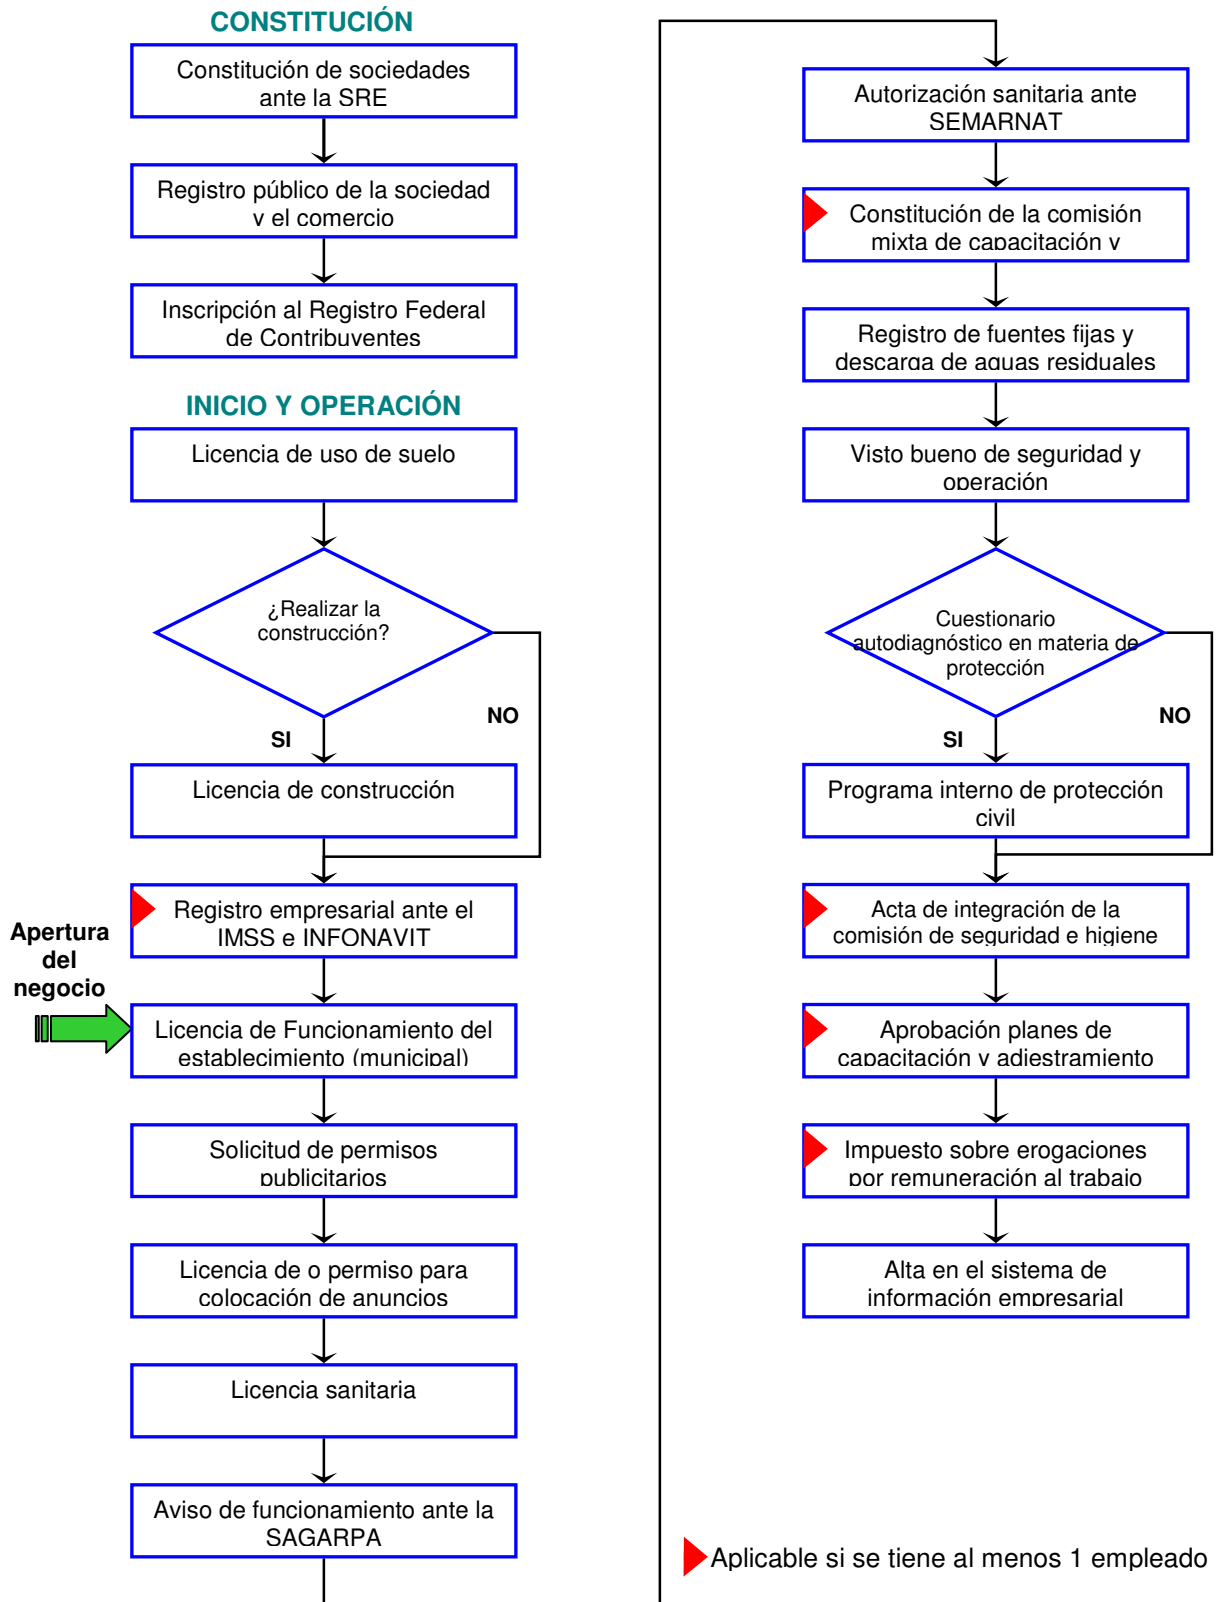 CONSTITUCIÓN
Constitución de sociedades
ante la SRE
Registro público de la sociedad
y el comercio
Inscripción al Registro Federal
de Contribuyentes
INICIO Y OPERACIÓN
Licencia de uso de suelo
¿Realizar la
construcción?
NO
SI
Licencia de construcción
Registro empresarial ante el
IMSS e INFONAVIT
Apertura
del
negocio
Licencia de Funcionamiento del
establecimiento (municipal)
Solicitud de permisos
publicitarios
Licencia de o permiso para
colocación de anuncios
Licencia sanitaria
Aviso de funcionamiento ante la
SAGARPA
Autorización sanitaria ante
SEMARNAT
Constitución de la comisión
mixta de capacitación y
Registro de fuentes fijas y
descarga de aguas residuales
Visto bueno de seguridad y
operación
Cuestionario
autodiagnóstico en materia de
protección
NO
SI
Programa interno de protección
civil
Acta de integración de la
comisión de seguridad e higiene
Aprobación planes de
capacitación y adiestramiento
Impuesto sobre erogaciones
por remuneración al trabajo
Alta en el sistema de
información empresarial
Aplicable si se tiene al menos 1 empleado